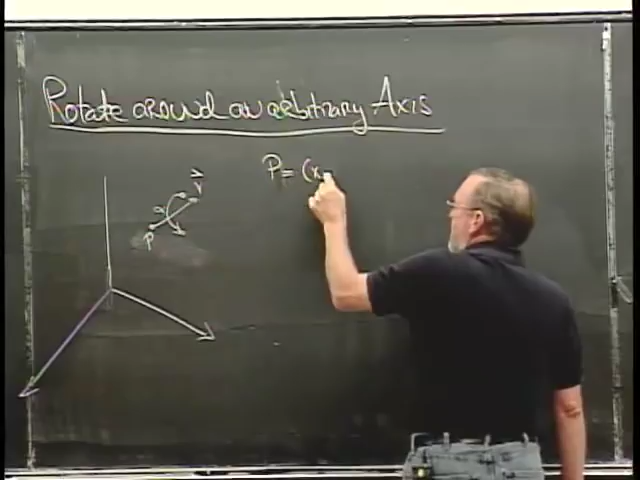 Rotate around an arbitrary Axis
P = (x
v
θ
P